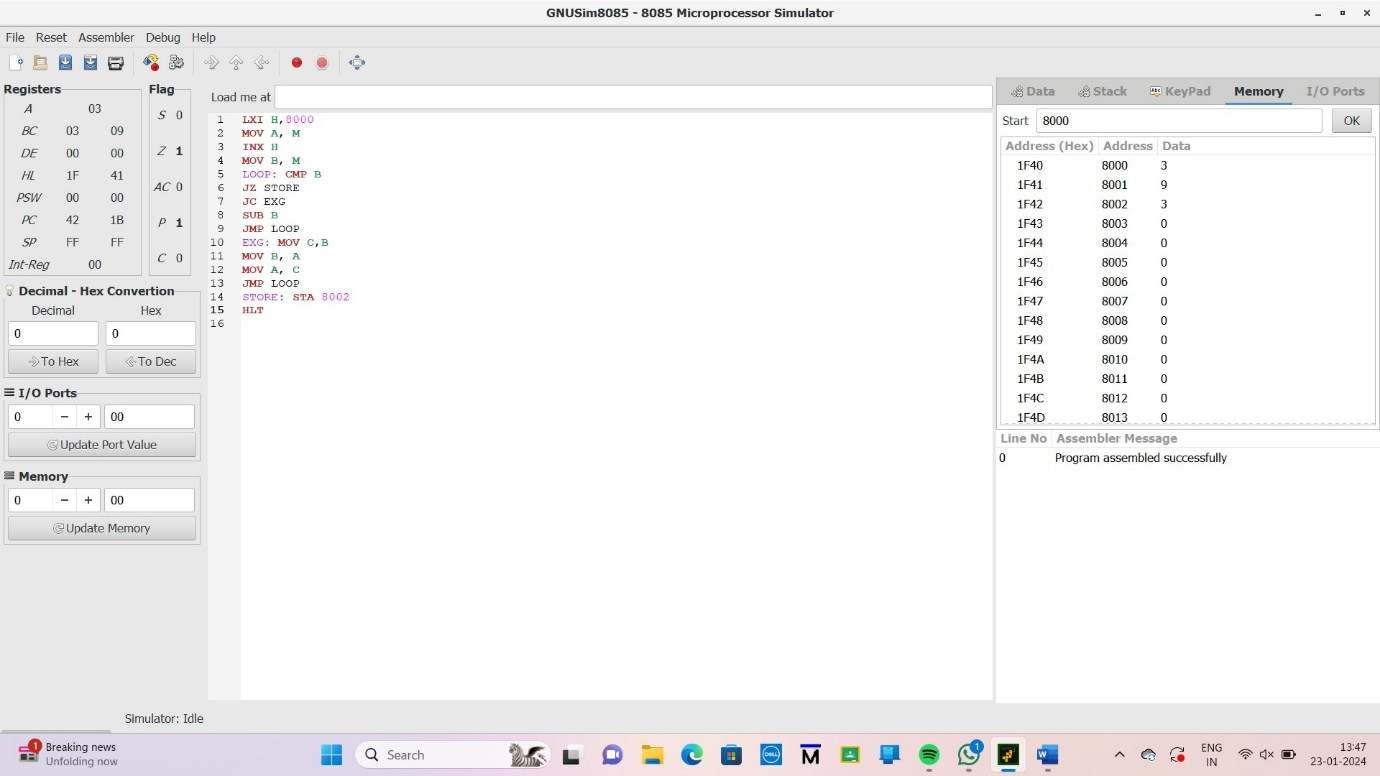 GNUSim8085 - 8085 Microprocessor Simulator
File Reset Assembler Debug Help
Registers
A 03
BC 03 09
DE 00 00
HL 1F 41
PSW 00 00
PC 42 1B
SP FF FF
Int-Reg 00
Flag
S 0
Z 1
AC 0
P 1
C 0
Decimal - Hex Convertion
Decimal Hex
0 0
To Hex To Dec
I/O Ports
0 − + 00
Update Port Value
Memory
0 − + 00
Update Memory
Load me at
1 LXI H,8000
2 MOV A, M
3 INX H
4 MOV B, M
5 LOOP: CMP B
6 JZ STORE
7 JC EXG
8 SUB B
9 JMP LOOP
10 EXG: MOV C,B
11 MOV B, A
12 MOV A, C
13 JMP LOOP
14 STORE: STA 8002
15 HLT
16
Data Stack Abc KeyPad Memory I/O Ports
Start 8000 OK
Address (Hex) Address Data
1F40 8000 3
1F41 8001 9
1F42 8002 3
1F43 8003 0
1F44 8004 0
1F45 8005 0
1F46 8006 0
1F47 8007 0
1F48 8008 0
1F49 8009 0
1F4A 8010 0
1F4B 8011 0
1F4C 8012 0
1F4D 8013 0
Line No Assembler Message
0 Program assembled successfully
Simulator: Idle
1 Breaking news
Unfolding now
Search
DELL
M
1
W
ENG
IN
13:47
23-01-2024